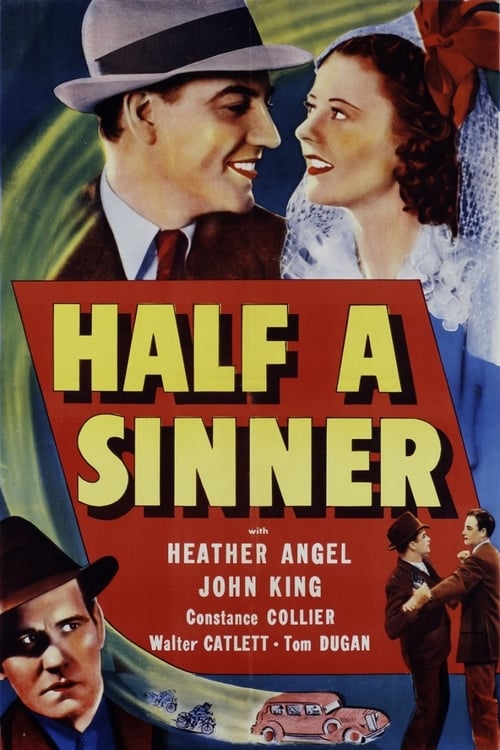 HALF A
SINNER
with
HEATHER ANGEL
JOHN KING
Constance COLLIER
Walter CATLETT · Tom DUGAN